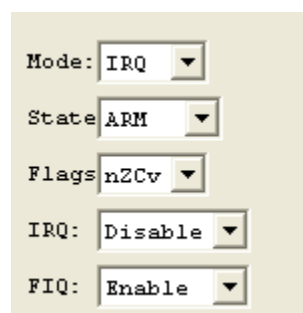 Mode: IRQ
State ARM
Flags nZCv
IRQ: Disable
FIQ: Enable